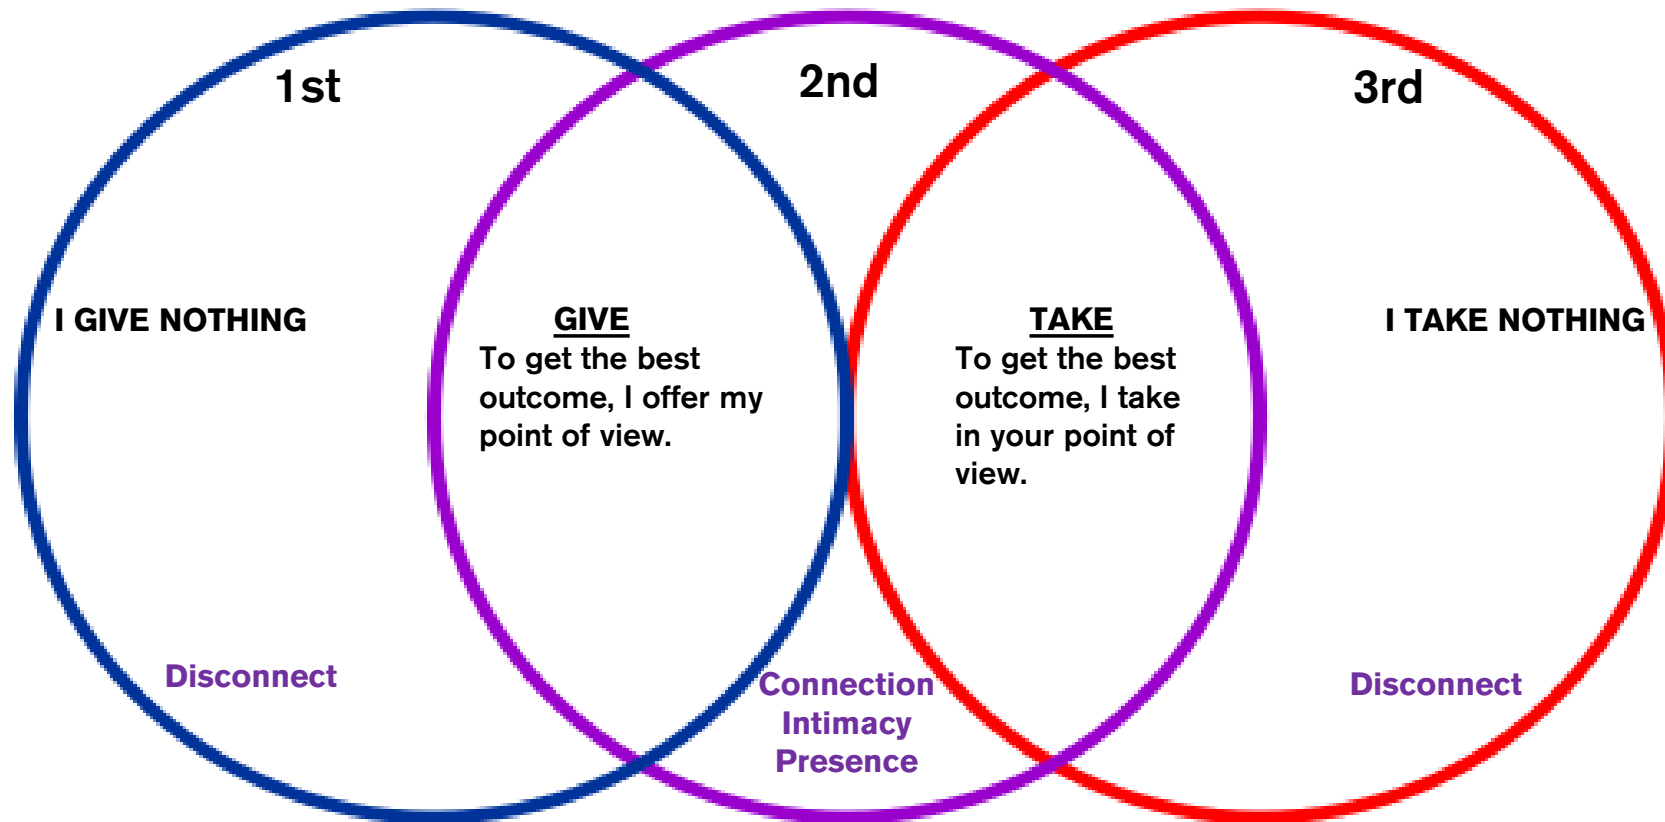 1st
2nd
3rd
I GIVE NOTHING
GIVE
To get the best
outcome, I offer my
point of view.
TAKE
To get the best
outcome, I take
in your point of
view.
I TAKE NOTHING
Disconnect
Connection
Intimacy
Presence
Disconnect